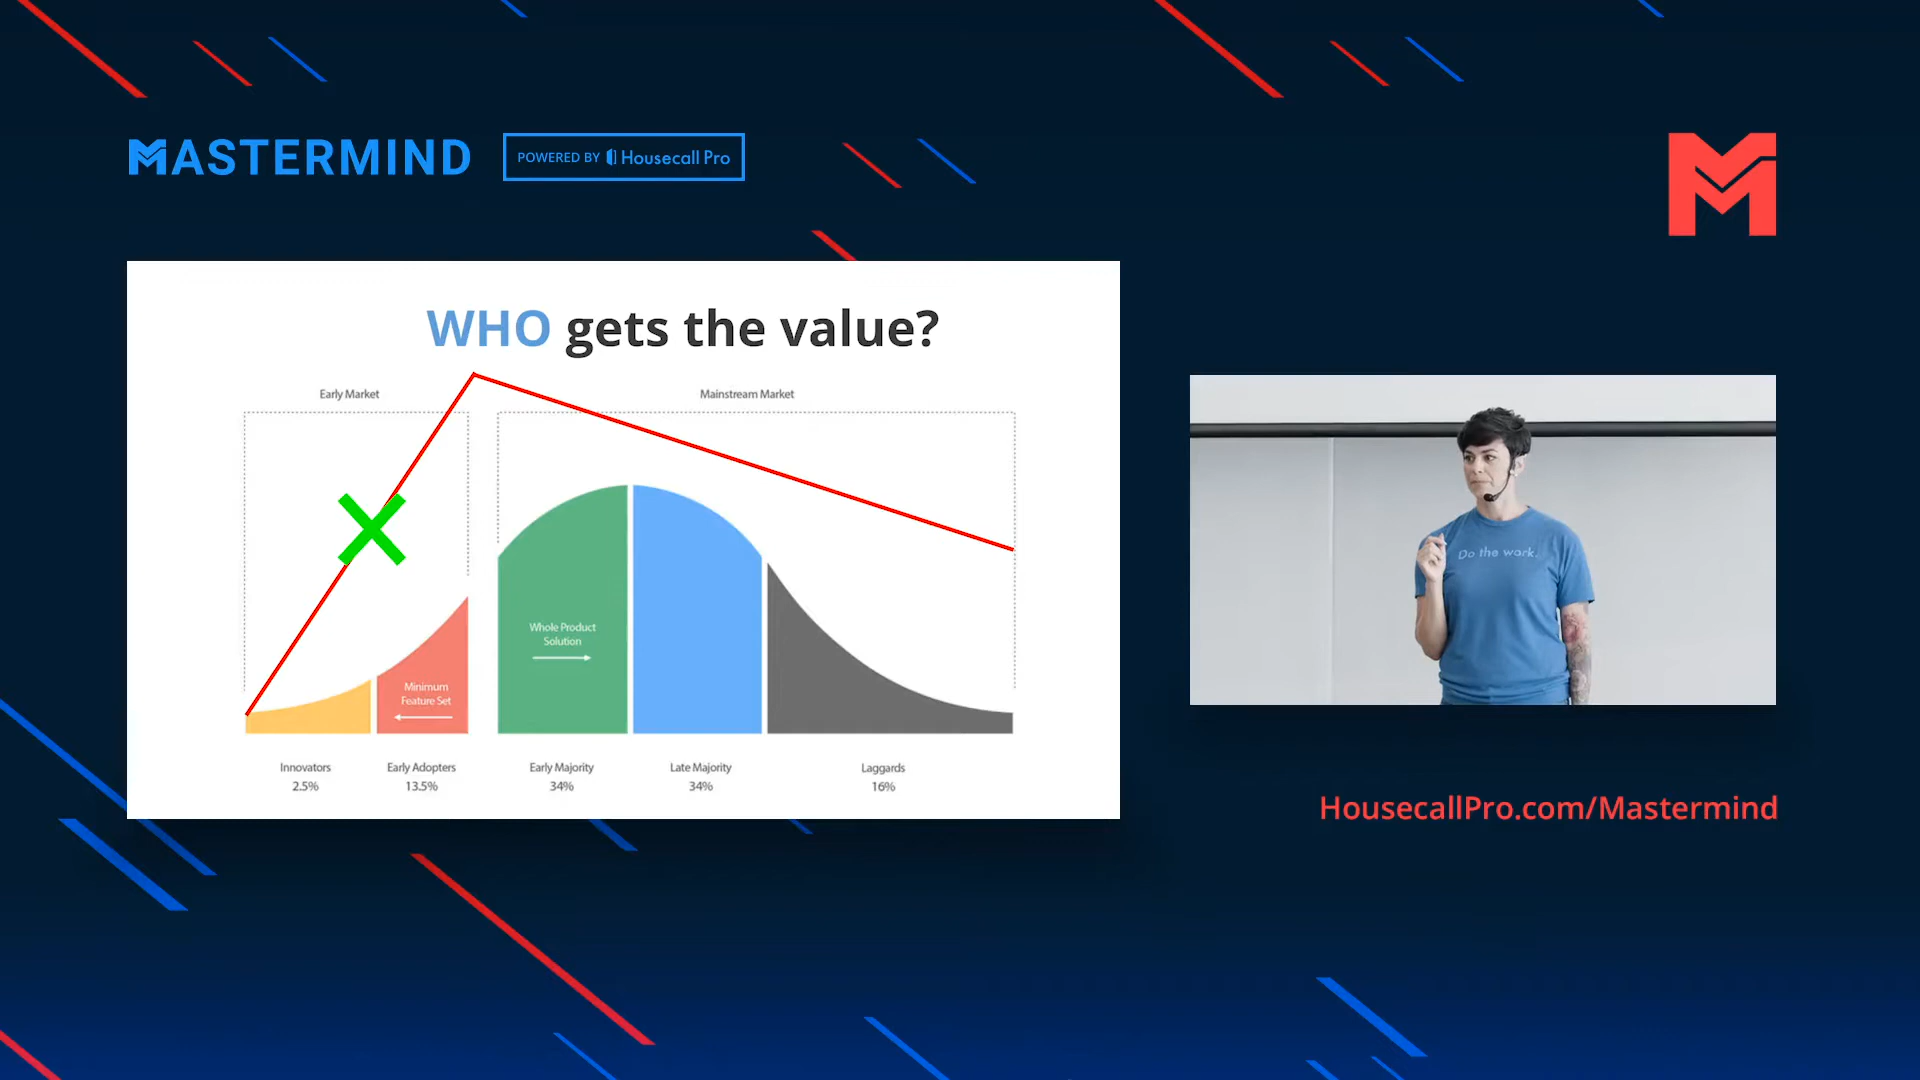 MASTERMIND
POWERED BY Housecall Pro
WHO gets the value?
Early Market
Mainstream Market
Whole Product
Solution
Minimum
Feature Set
Innovators
2.5%
Early Adopters
13.5%
Early Majority
34%
Late Majority
34%
Laggards
16%
Do the work.
HousecallPro.com/Mastermind